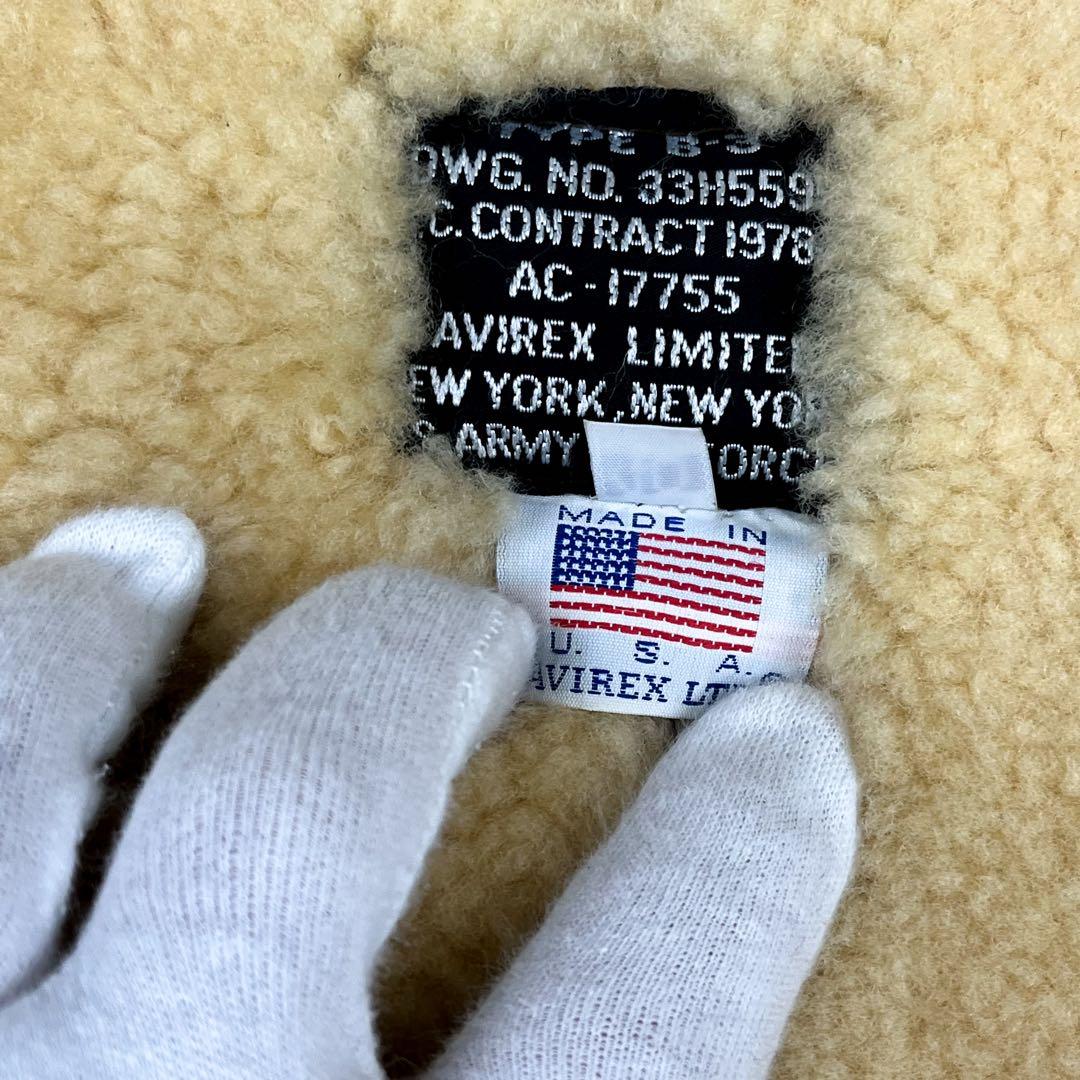 TYPE B-3
DWG. NO. 33H559
C. CONTRACT 1978
AC-17755
AVIREX LIMITE
EW YORK, NEW YO
ARMY ORC
MADE IN
U. S. A.
AVIREX LT